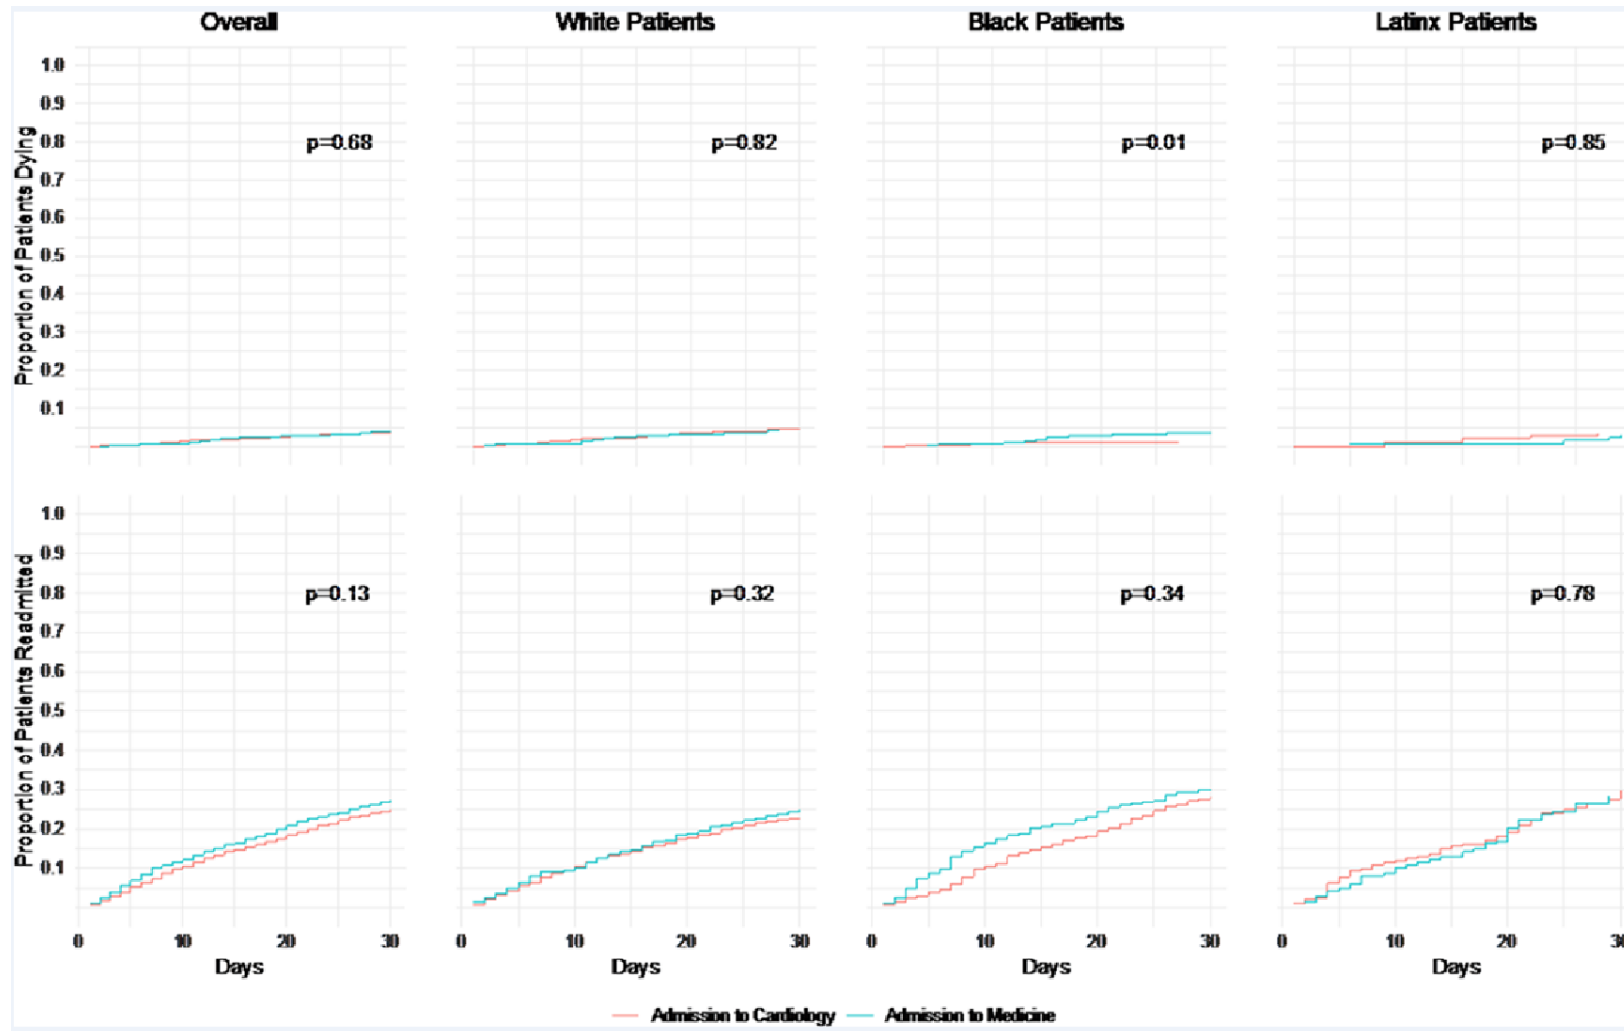 Overall White Patients Black Patients Latinx Patients
Proportion of Patients Dying
1.0
0.9
0.8 p=0.68 p=0.82 p=0.01 p=0.85
0.7
0.6
0.5
0.4
0.3
0.2
0.1
Proportion of Patients Readmitted
1.0
0.9
0.8 p=0.13 p=0.32 p=0.34 p=0.78
0.7
0.6
0.5
0.4
0.3
0.2
0.1
0 10 20 30 0 10 20 30 0 10 20 30 0 10 20 30
Days Days Days Days
Admission to Cardiology Admission to Medicine